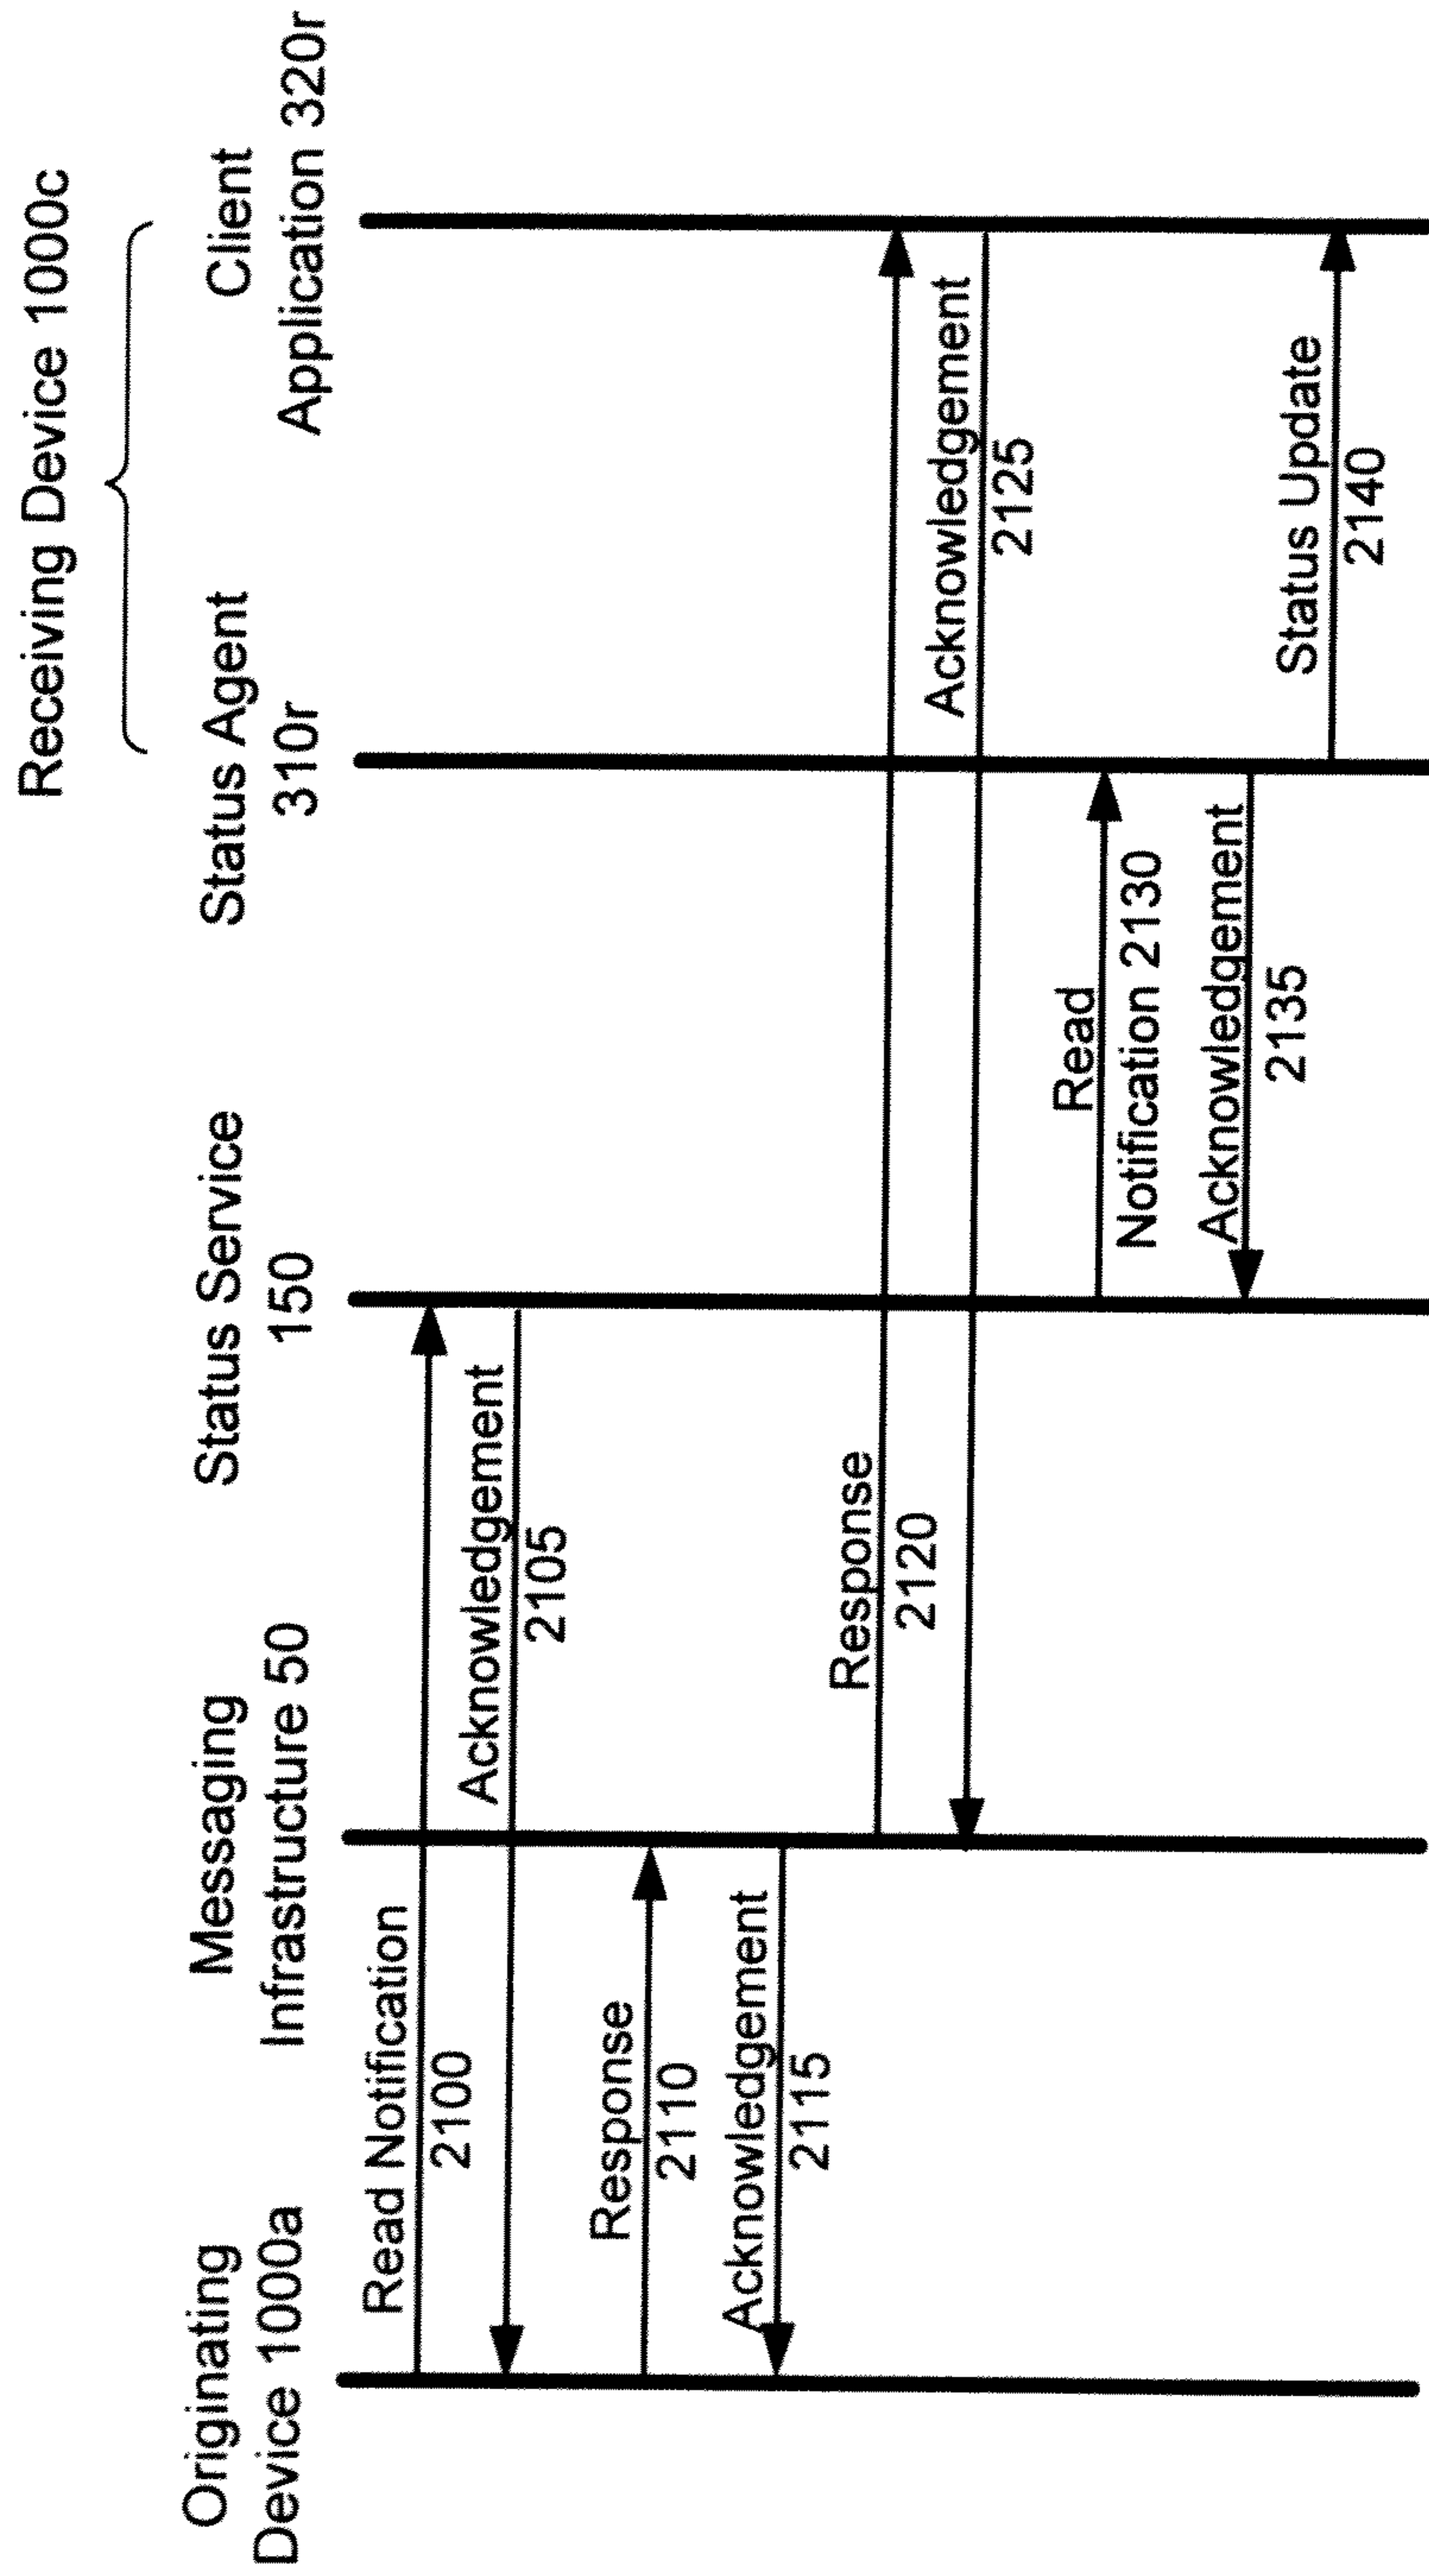 Receiving Device 1000c
Originating
Device 1000a
Messaging
Infrastructure 50
Status Service
150
Status Agent
310r
Client
Application 320r
Read Notification
2100
Acknowledgement
2105
Response
2110
Acknowledgement
2115
Response
2120
Acknowledgement
2125
Read
Notification 2130
Acknowledgement
2135
Status Update
2140